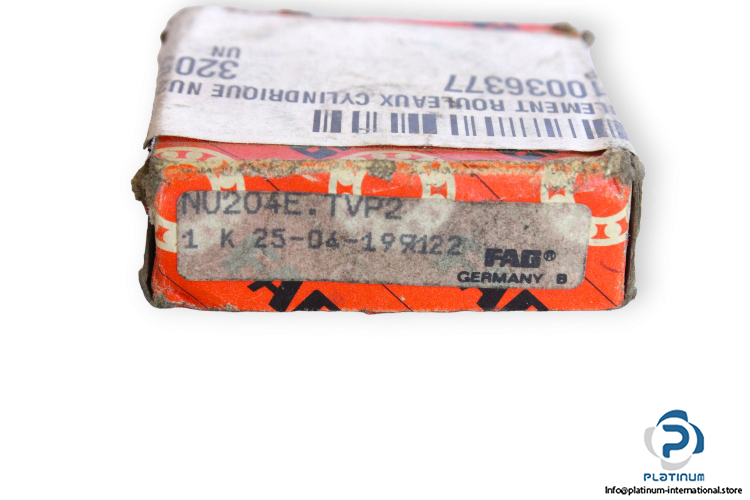 320
UN
10036377
LEMENT ROULEAUX CYLINDRIQUE NU
NU204E.TVP2
1 K 25-04-199122
FAG®
GERMANY B
PLATINUM
Info@platinum-international.store